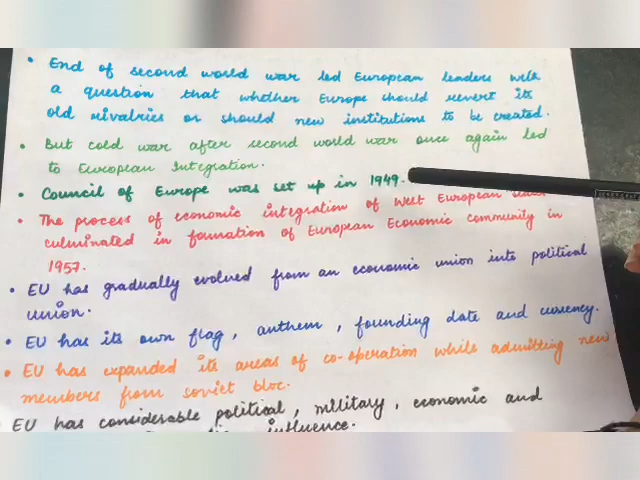 • End of second world war led European leaders with
a question that whether Europe should revert its
old rivalries or should new institutions to be created.
• But cold war after second world war once again led
to European Integration.
• Council of Europe was set up in 1949.
• The process of economic integration of West European
culminated in formation of European Economic community in
1957.
• EU has gradually evolved from an economic union into political
union.
• EU has its own flag, anthem, founding date and currency.
• EU has expanded its areas of co-operation while admitting new
members from soviet bloc.
EU has considerable political, military, economic and
influence.